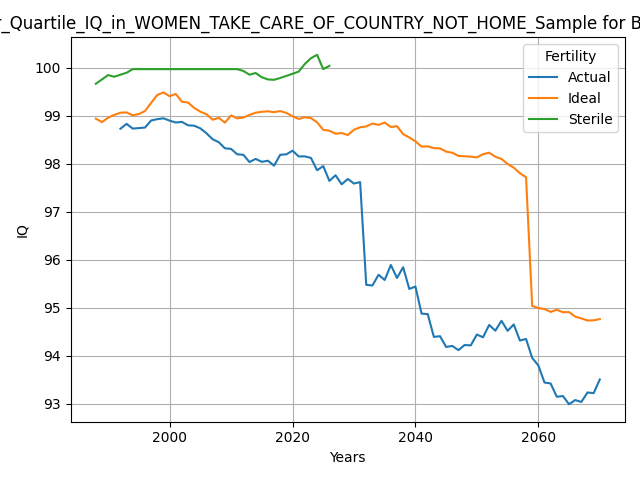 r_Quartile_IQ_in_WOMEN_TAKE_CARE_OF_COUNTRY_NOT_HOME_Sample for B
Fertility
Actual
Ideal
Sterile
IQ
100
99
98
97
96
95
94
93
2000
2020
2040
2060
Years